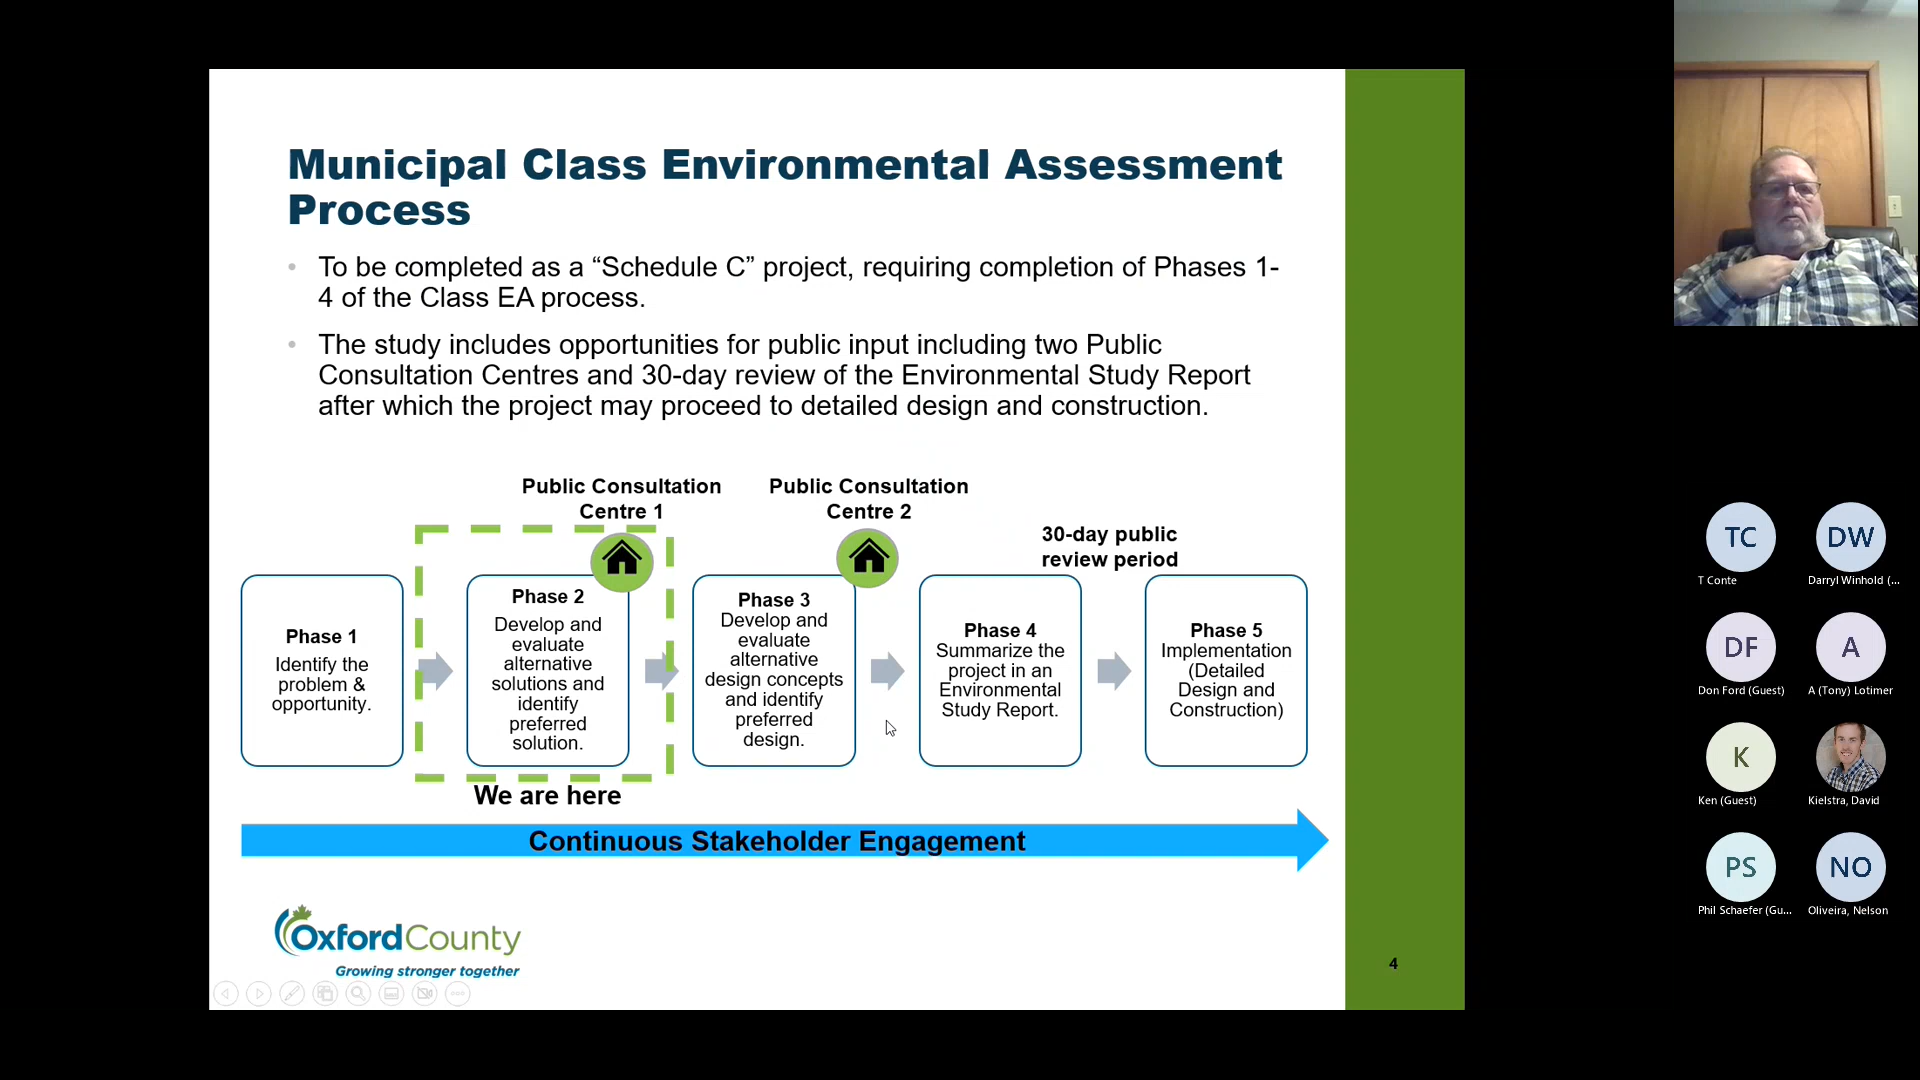 Municipal Class Environmental Assessment
Process
• To be completed as a “Schedule C” project, requiring completion of Phases 1-
4 of the Class EA process.
• The study includes opportunities for public input including two Public
Consultation Centres and 30-day review of the Environmental Study Report
after which the project may proceed to detailed design and construction.
Public Consultation
Centre 1
Public Consultation
Centre 2
30-day public
review period
Phase 1
Identify the
problem &
opportunity.
Phase 2
Develop and
evaluate
alternative
solutions and
identify
preferred
solution.
Phase 3
Develop and
evaluate
alternative
design concepts
and identify
preferred
design.
Phase 4
Summarize the
project in an
Environmental
Study Report.
Phase 5
Implementation
(Detailed
Design and
Construction)
We are here
Continuous Stakeholder Engagement
OxfordCounty
Growing stronger together
4
TC
T Conte
DW
Darryl Winhold (...
DF
Don Ford (Guest)
A
A (Tony) Lotimer
K
Ken (Guest)
Kielstra, David
PS
Phil Schaefer (Gu...
NO
Oliveira, Nelson